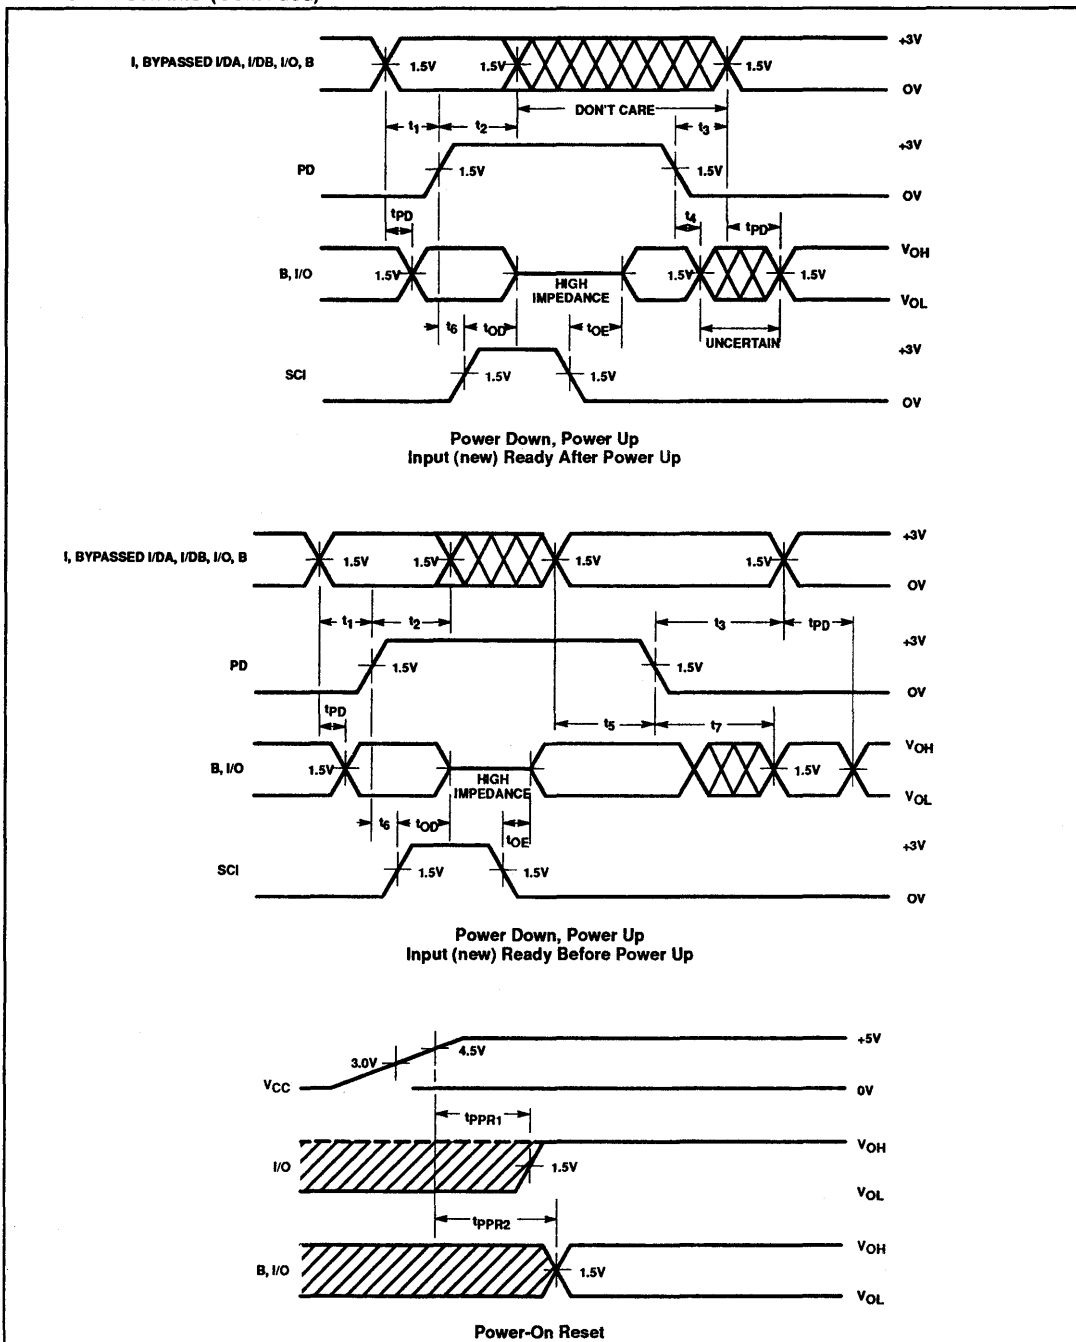 +3V
I, BYPASSED I/DA, I/DB, I/O, B
1.5V
1.5V
1.5V
0V
DON'T CARE
t1
t2
t3
+3V
PD
1.5V
1.5V
0V
tPD
t4
tPD
VOH
B, I/O
1.5V
HIGH
IMPEDANCE
1.5V
1.5V
VOL
t6
tOD
tOE
UNCERTAIN
+3V
SCI
1.5V
1.5V
0V
Power Down, Power Up
Input (new) Ready After Power Up
+3V
I, BYPASSED I/DA, I/DB, I/O, B
1.5V
1.5V
1.5V
1.5V
0V
t1
t2
t3
tPD
+3V
PD
1.5V
1.5V
0V
tPD
t5
t7
VOH
B, I/O
1.5V
HIGH
IMPEDANCE
1.5V
VOL
t6
tOD
tOE
+3V
SCI
1.5V
1.5V
0V
Power Down, Power Up
Input (new) Ready Before Power Up
+5V
3.0V
4.5V
VCC
0V
tPPR1
VOH
I/O
1.5V
VOL
tPPR2
VOH
B, I/O
1.5V
VOL
Power-On Reset